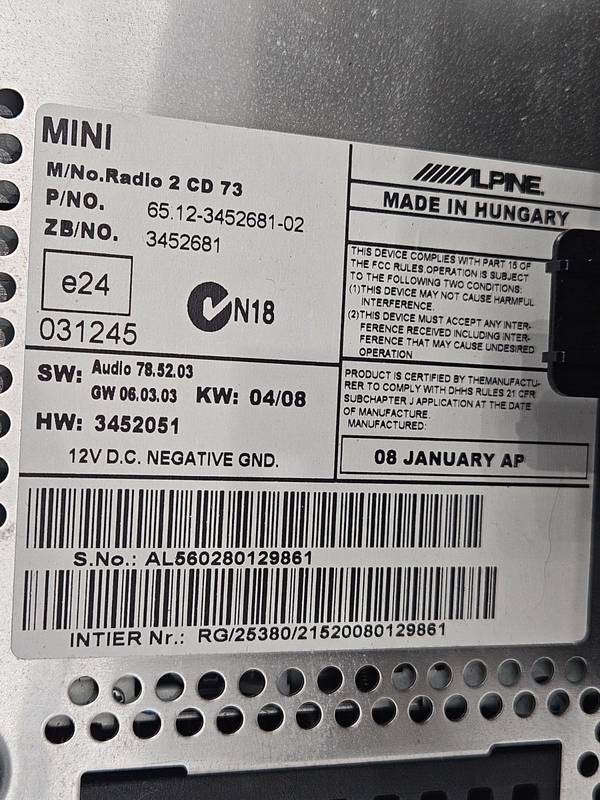 MINI
M/No.Radio 2 CD 73
P/NO. 65.12-3452681-02
ZB/NO. 3452681
e24
N18
031245
SW: Audio 78.52.03
GW 06.03.03 KW: 04/08
HW: 3452051
12V D.C. NEGATIVE GND.
ALPINE.
MADE IN HUNGARY
THIS DEVICE COMPLIES WITH PART 15 OF
THE FCC RULES.OPERATION IS SUBJECT
TO THE FOLLOWING TWO CONDITIONS:
(1)THIS DEVICE MAY NOT CAUSE HARMFUL
INTERFERENCE.
(2)THIS DEVICE MUST ACCEPT ANY INTER-
FERENCE RECEIVED INCLUDING INTER-
FERENCE THAT MAY CAUSE UNDESIRED
OPERATION
PRODUCT IS CERTIFIED BY THEMANUFACTU-
RER TO COMPLY WITH DHHS RULES 21 CFR
SUBCHAPTER J APPLICATION AT THE DATE
OF MANUFACTURE.
MANUFACTURED:
08 JANUARY AP
S.No.: AL560280129861
INTIER Nr.: RG/25380/21520080129861